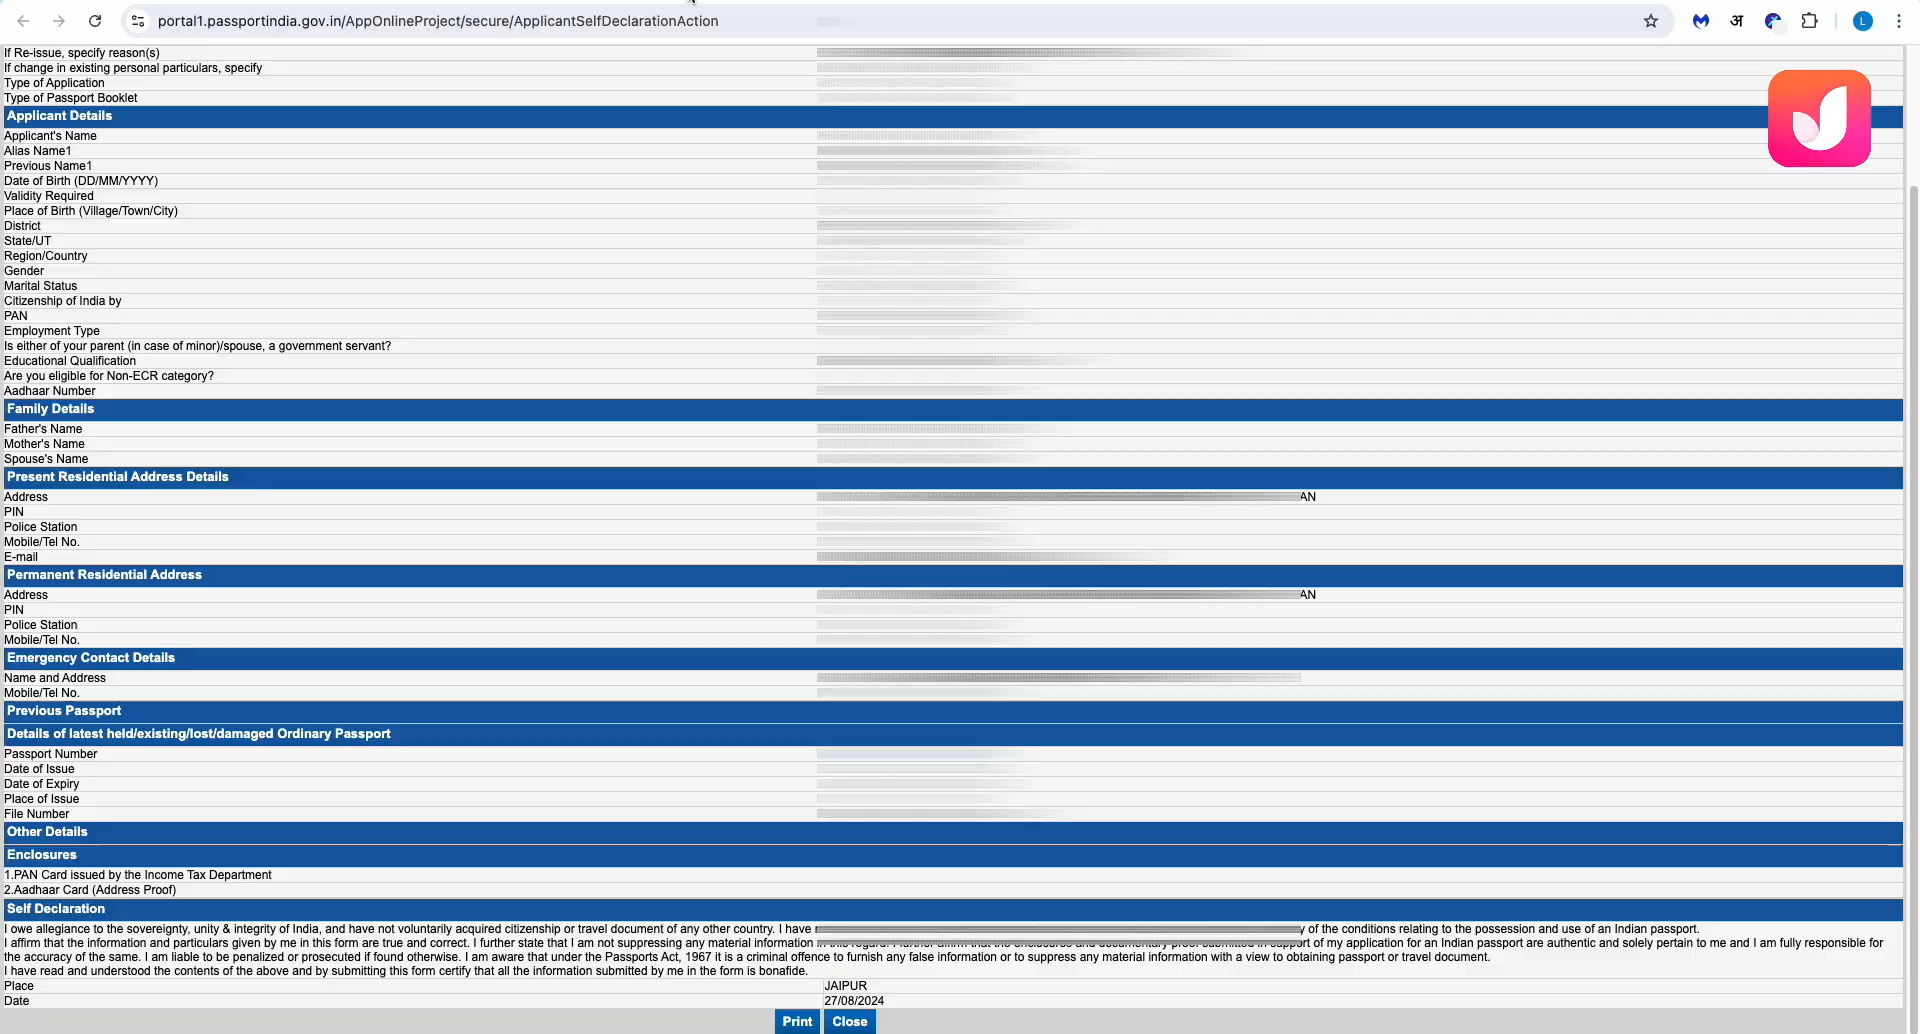 portal1.passportindia.gov.in/AppOnlineProject/secure/ApplicantSelfDeclarationAction
अ
L
If Re-issue, specify reason(s)
If change in existing personal particulars, specify
Type of Application
Type of Passport Booklet
Applicant Details
Applicant's Name
Alias Name1
Previous Name1
Date of Birth (DD/MM/YYYY)
Validity Required
Place of Birth (Village/Town/City)
District
State/UT
Region/Country
Gender
Marital Status
Citizenship of India by
PAN
Employment Type
Is either of your parent (in case of minor)/spouse, a government servant?
Educational Qualification
Are you eligible for Non-ECR category?
Aadhaar Number
Family Details
Father's Name
Mother's Name
Spouse's Name
Present Residential Address Details
Address AN
PIN
Police Station
Mobile/Tel No.
E-mail
Permanent Residential Address
Address AN
PIN
Police Station
Mobile/Tel No.
Emergency Contact Details
Name and Address
Mobile/Tel No.
Previous Passport
Details of latest held/existing/lost/damaged Ordinary Passport
Passport Number
Date of Issue
Date of Expiry
Place of Issue
File Number
Other Details
Enclosures
1.PAN Card issued by the Income Tax Department
2.Aadhaar Card (Address Proof)
Self Declaration
I owe allegiance to the sovereignty, unity & integrity of India, and have not voluntarily acquired citizenship or travel document of any other country. I have y of the conditions relating to the possession and use of an Indian passport.
I affirm that the information and particulars given by me in this form are true and correct. I further state that I am not suppressing any material information of my application for an Indian passport are authentic and solely pertain to me and I am fully responsible for
the accuracy of the same. I am liable to be penalized or prosecuted if found otherwise. I am aware that under the Passports Act, 1967 it is a criminal offence to furnish any false information or to suppress any material information with a view to obtaining passport or travel document.
I have read and understood the contents of the above and by submitting this form certify that all the information submitted by me in the form is bonafide.
Place JAIPUR
Date 27/08/2024
Print Close